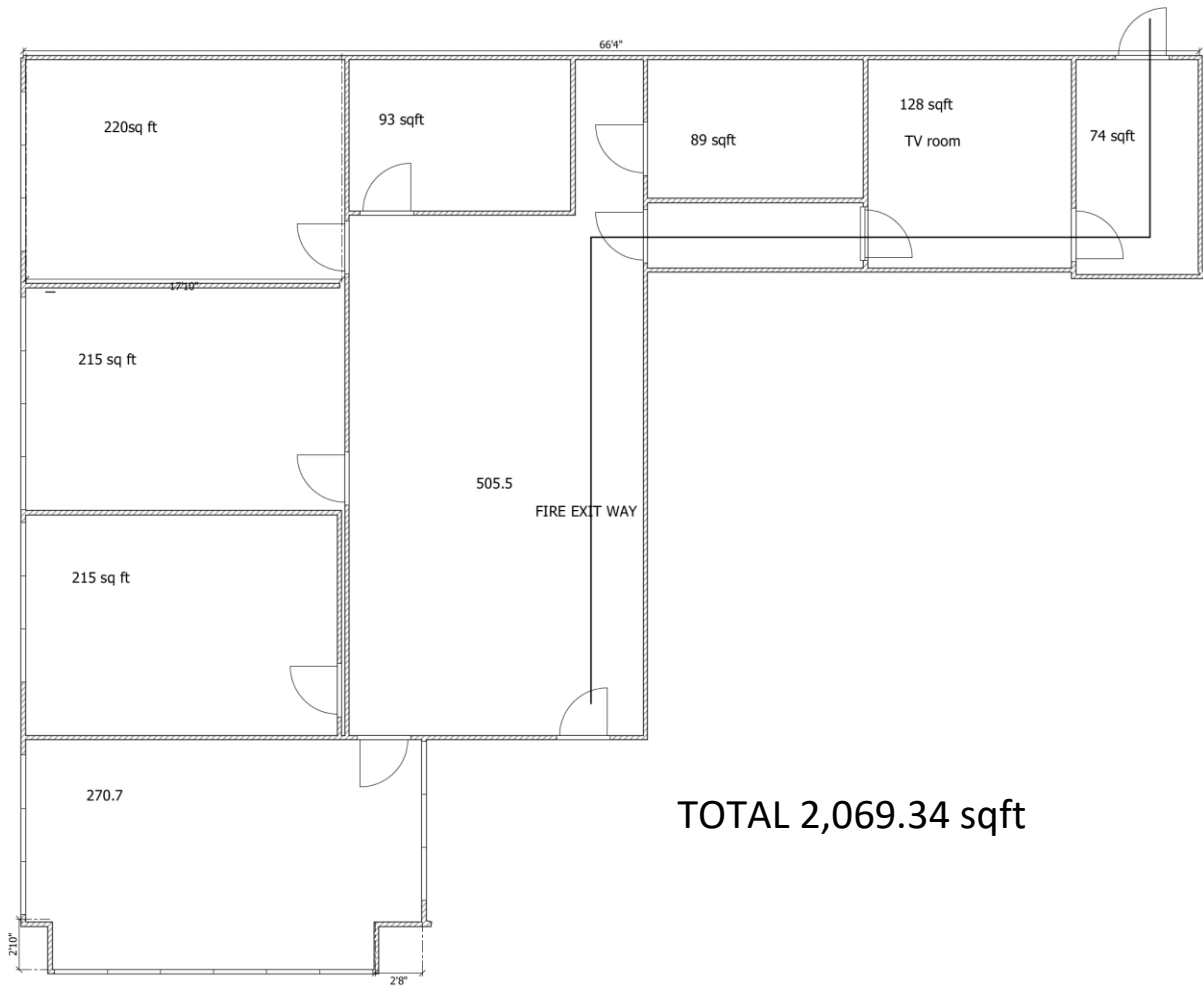 66'4"
220sq ft
93 sqft
89 sqft
128 sqft
TV room
74 sqft
17'10"
215 sq ft
505.5
FIRE EXIT WAY
215 sq ft
270.7
TOTAL 2,069.34 sqft
2'10"
2'8"